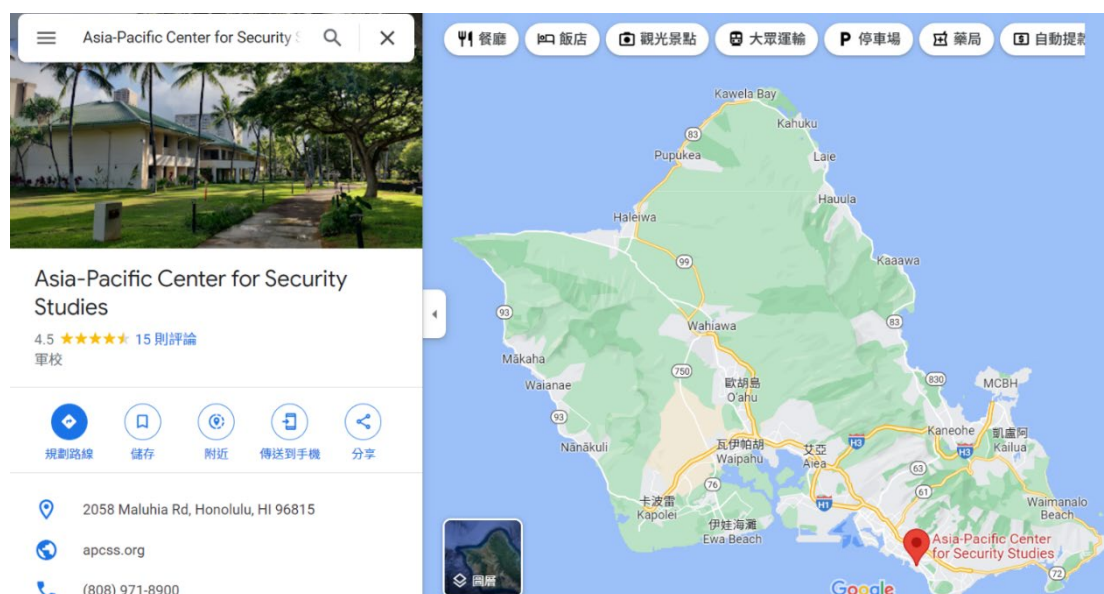 Asia-Pacific Center for Security S
餐廳
飯店
觀光景點
大眾運輸
P 停車場
藥局
自動提款
Asia-Pacific Center for Security
Studies
4.5
15 則評論
軍校
規劃路線
儲存
附近
傳送到手機
分享
2058 Maluhia Rd, Honolulu, HI 96815
apcss.org
(808) 971-8900
Kawela Bay
Kahuku
83
Pupukea
Laie
Hauula
Haleiwa
99
Kaaawa
93
Wahiawa
83
Mākaha
750
Waianae
歐胡島
O'ahu
830
MCBH
93
Kaneohe
凱盧阿
Kailua
Nānākuli
瓦伊帕胡
Waipahu
艾亞
Aiea
H3
H3
63
76
61
卡波雷
Kapolei
H1
Waimanalo
Beach
伊娃海灘
Ewa Beach
Asia-Pacific Center
for Security Studies
72
圖層
Google